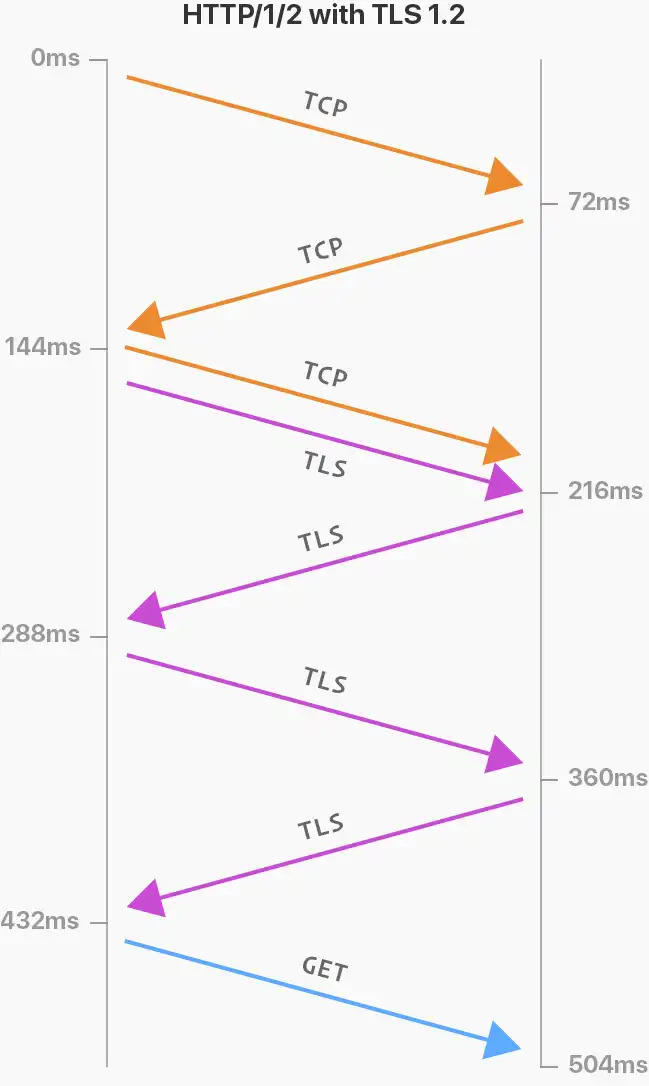 HTTP/1/2 with TLS 1.2
0ms
TCP
72ms
TCP
144ms
TCP
TLS
216ms
TLS
288ms
TLS
360ms
TLS
432ms
GET
504ms